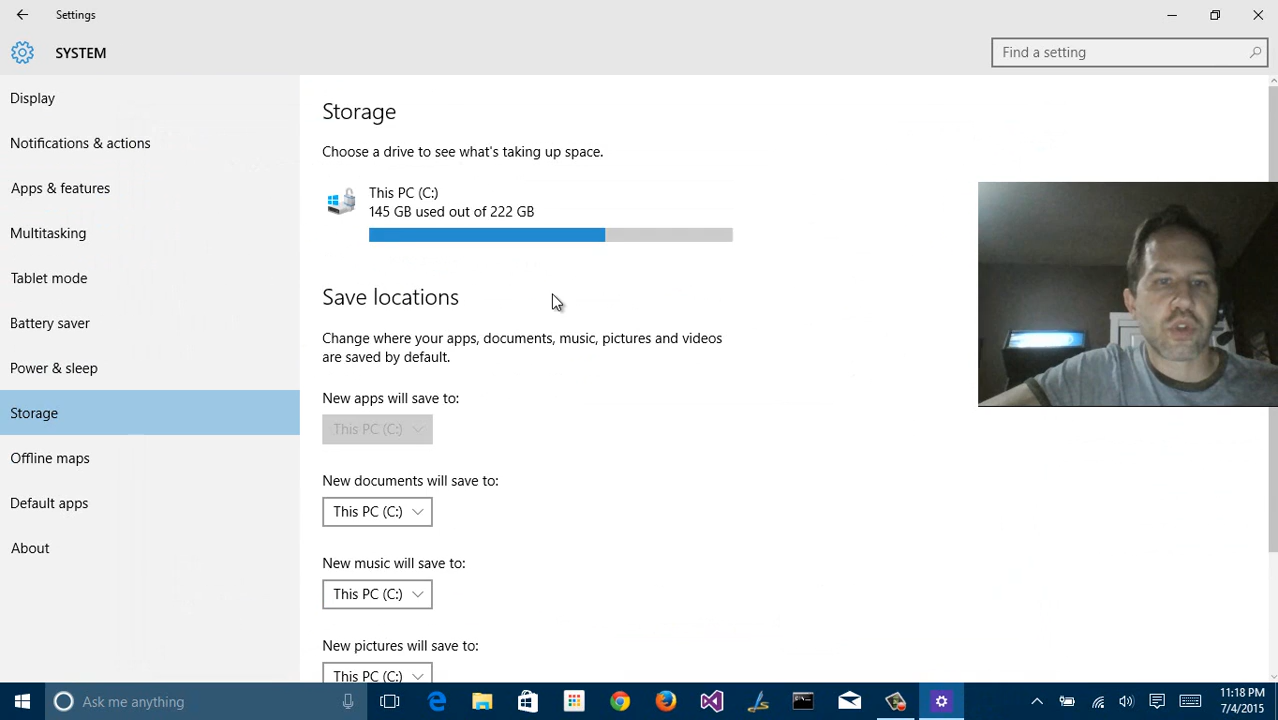 Settings
SYSTEM
Find a setting
Display
Notifications & actions
Apps & features
Multitasking
Tablet mode
Battery saver
Power & sleep
Storage
Offline maps
Default apps
About
Storage
Choose a drive to see what's taking up space.
This PC (C:)
145 GB used out of 222 GB
Save locations
Change where your apps, documents, music, pictures and videos
are saved by default.
New apps will save to:
This PC (C:)
New documents will save to:
This PC (C:)
New music will save to:
This PC (C:)
New pictures will save to:
This PC (C:)
Ask me anything
11:18 PM
7/4/2015